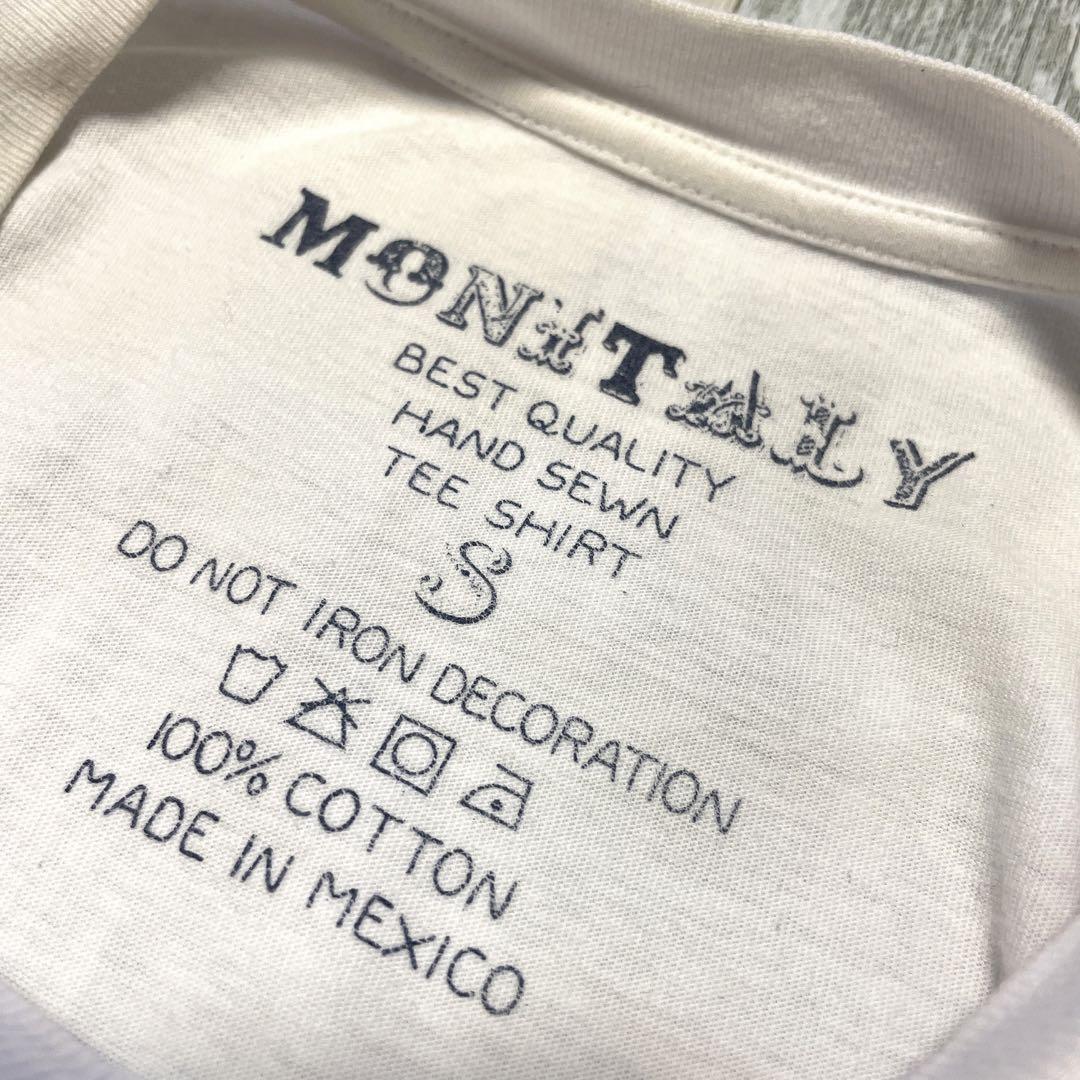 MONiTALY
BEST QUALITY
HAND SEWN
TEE SHIRT
S
DO NOT IRON DECORATION
100% COTTON
MADE IN MEXICO